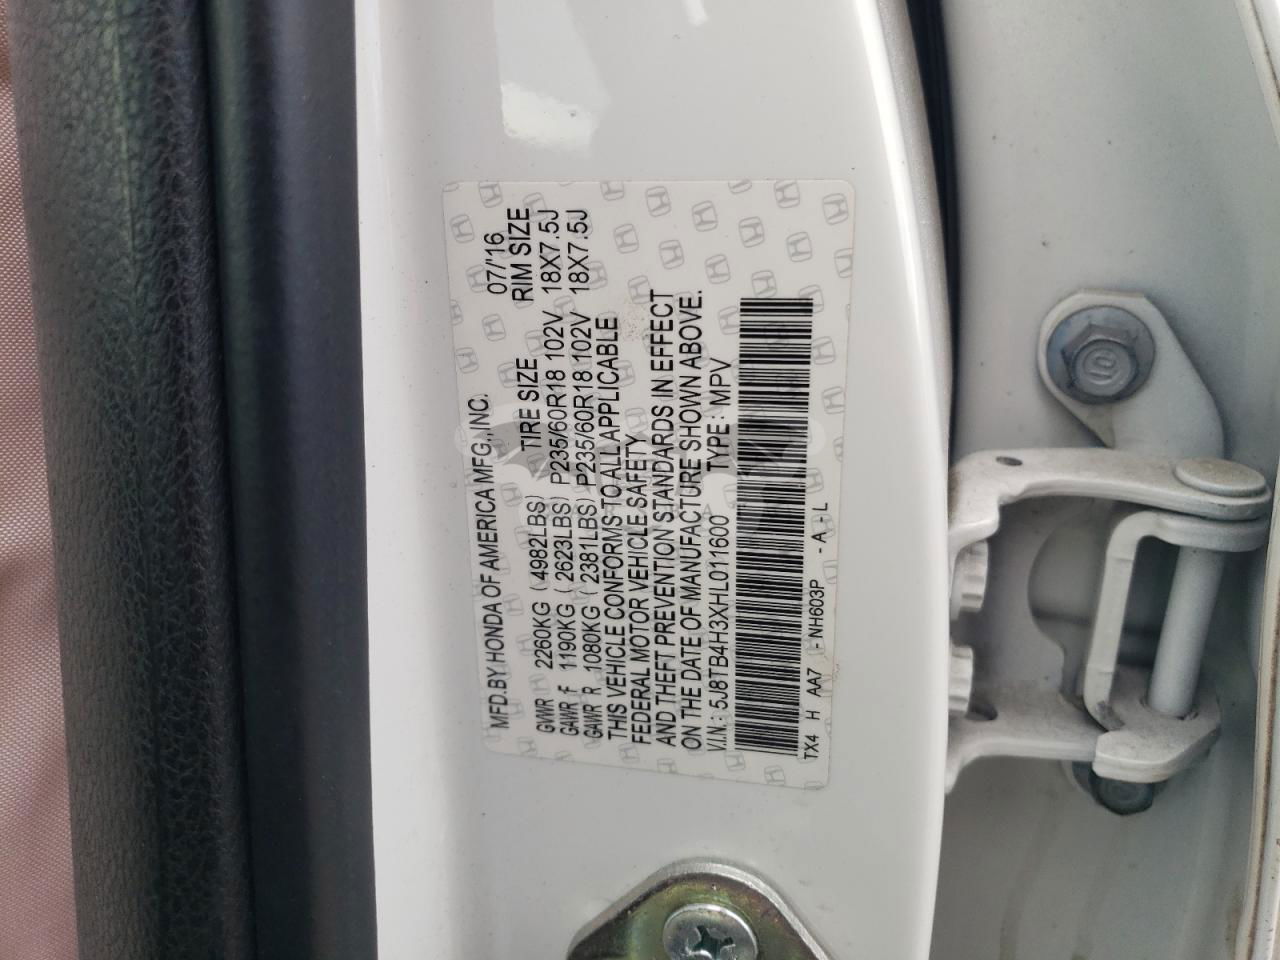 MFD.BY HONDA OF AMERICA MFG.,INC. 07/'16
TIRE SIZE RIM SIZE
GVWR 2260KG (4982LBS)
GAWR F 1190KG (2623LBS) P235/60R18 102V 18X7.5J
GAWR R 1080KG (2381LBS) P235/60R18 102V 18X7.5J
THIS VEHICLE CONFORMS TO ALL APPLICABLE
FEDERAL MOTOR VEHICLE SAFETY
AND THEFT PREVENTION STANDARDS IN EFFECT
ON THE DATE OF MANUFACTURE SHOWN ABOVE.
V.I.N.: 5J8TB4H3XHL011600 TYPE: MPV
TX4 H AA7 - NH603P - A - L